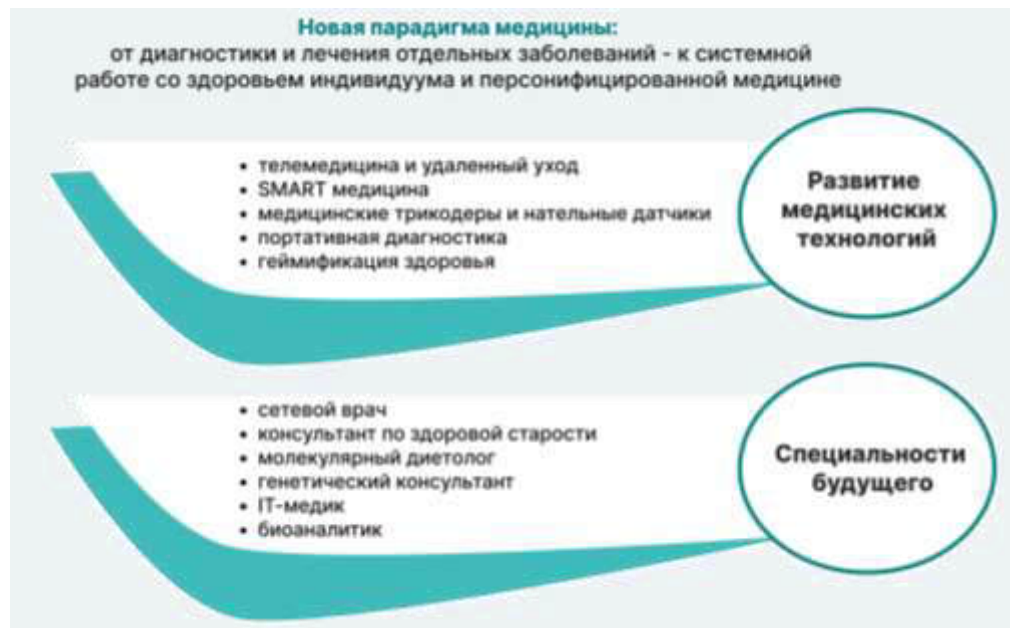 Новая парадигма медицины:
от диагностики и лечения отдельных заболеваний - к системной
работе со здоровьем индивидуума и персонифицированной медицине
• телемедицина и удаленный уход
• SMART медицина
• медицинские трикодеры и нательные датчики
• портативная диагностика
• геймификация здоровья
Развитие
медицинских
технологий
• сетевой врач
• консультант по здоровой старости
• молекулярный диетолог
• генетический консультант
• IT-медик
• биоаналитик
Специальности
будущего